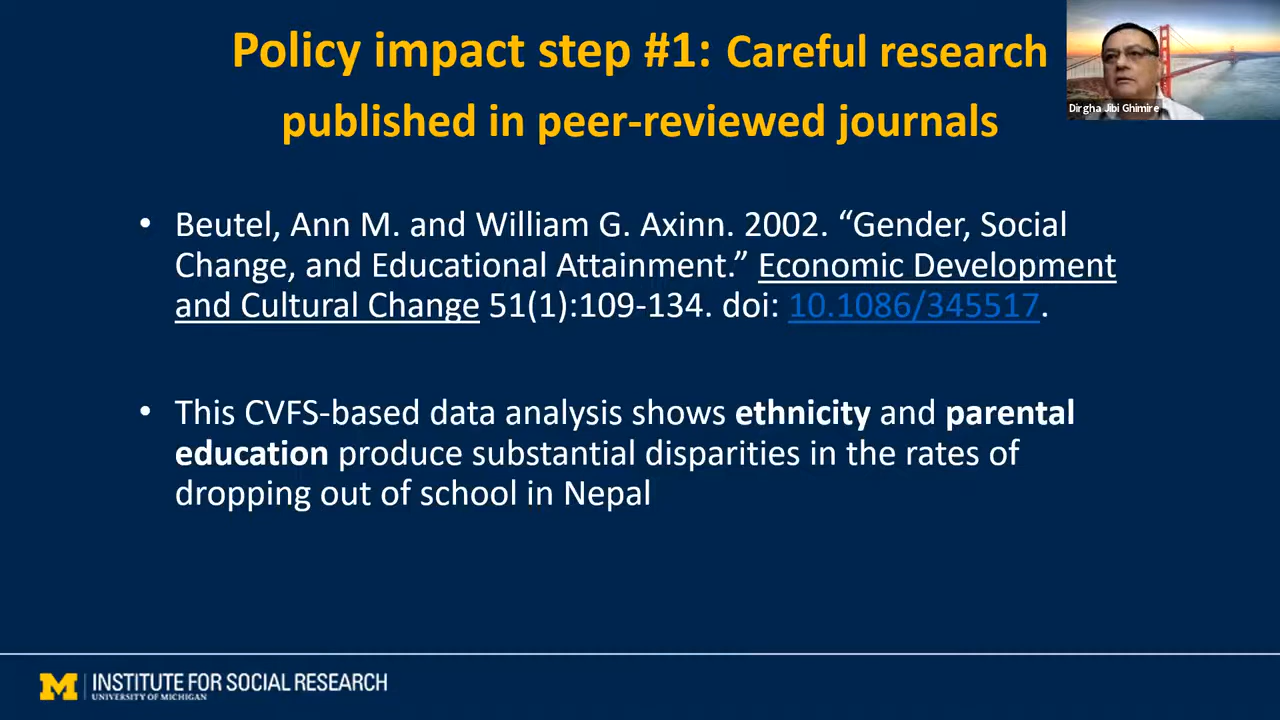 Policy impact step #1: Careful research
published in peer-reviewed journals
Dirgha Jibi Ghimire
• Beutel, Ann M. and William G. Axinn. 2002. “Gender, Social
Change, and Educational Attainment.” Economic Development
and Cultural Change 51(1):109-134. doi: 10.1086/345517.
• This CVFS-based data analysis shows ethnicity and parental
education produce substantial disparities in the rates of
dropping out of school in Nepal
M INSTITUTE FOR SOCIAL RESEARCH
UNIVERSITY OF MICHIGAN